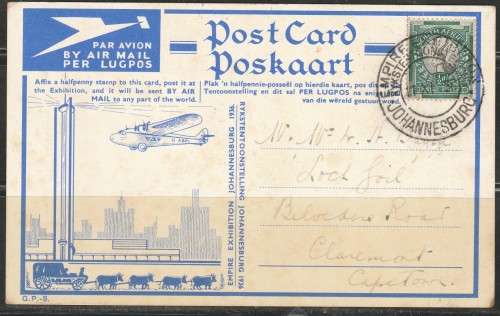 PAR AVION
BY AIR MAIL
PER LUGPOS
Post Card
Poskaart
Affix a halfpenny stamp to this card, post it at
the Exhibition, and it will be sent BY AIR
MAIL to any part of the world.
Plak 'n halfpennie-posseël op hierdie kaart, pos dit
Tentoonstelling en dit sal PER LUGPOS na enige
van die wêreld gestuur word.
EMPIRE
JOHANNESBURG
EMPIRE EXHIBITION JOHANNESBURG 1936
RYKSTENTOONSTELLING JOHANNESBURG 1936
"Loch Goil"
Belvedere Road
Claremont
Capetown.
G.P.-S.